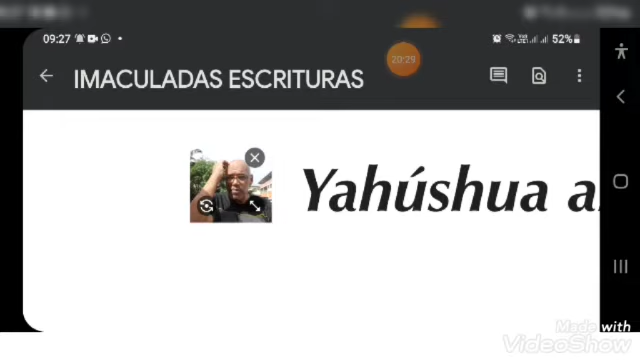 09:27
52%
20:29
IMACULADAS ESCRITURAS
Yahúshua a
Made with
VideoShow